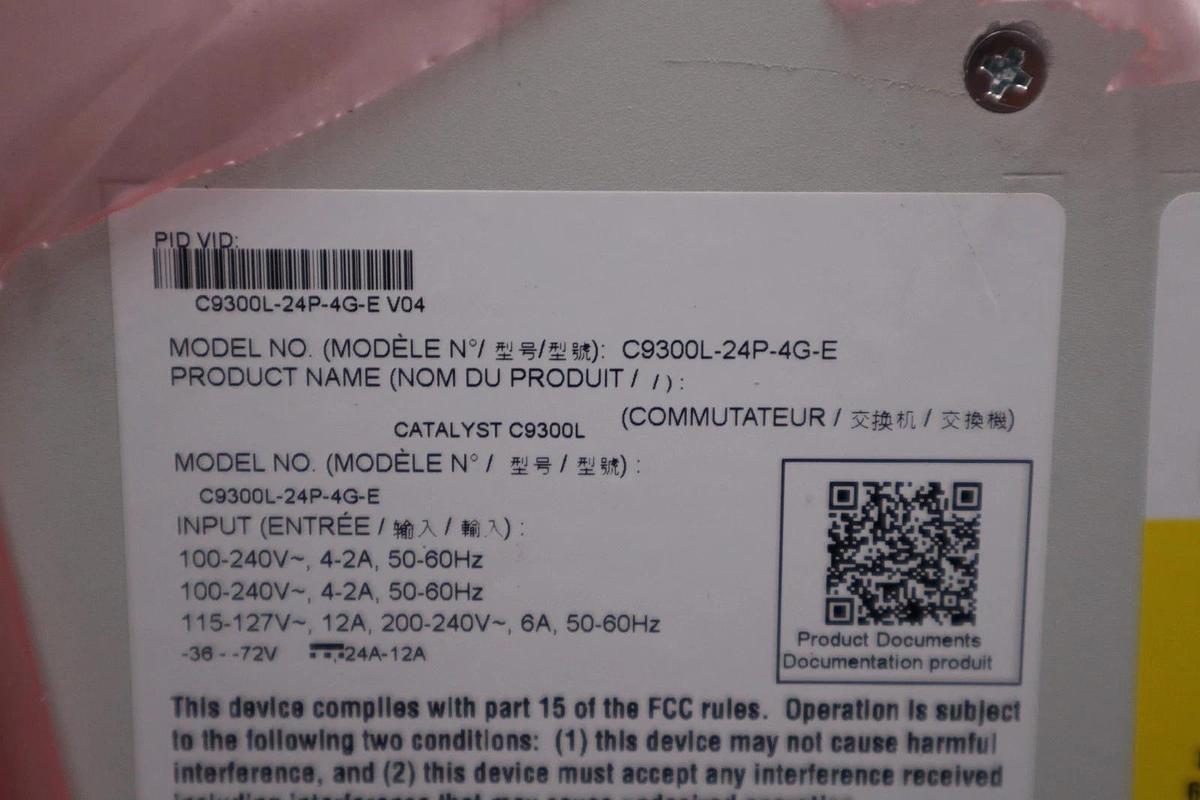 PID VID:
C9300L-24P-4G-E V04
MODEL NO. (MODÈLE N°/ 型号/型號): C9300L-24P-4G-E
PRODUCT NAME (NOM DU PRODUIT / / ) :
(COMMUTATEUR / 交换机 / 交換機)
CATALYST C9300L
MODEL NO. (MODÈLE N° / 型号 / 型號) :
C9300L-24P-4G-E
INPUT (ENTRÉE / 输入 / 輸入) :
100-240V~, 4-2A, 50-60Hz
100-240V~, 4-2A, 50-60Hz
115-127V~, 12A, 200-240V~, 6A, 50-60Hz
-36 - -72V ⎓,24A-12A
Product Documents
Documentation produit
This device complies with part 15 of the FCC rules. Operation is subject
to the following two conditions: (1) this device may not cause harmful
interference, and (2) this device must accept any interference received